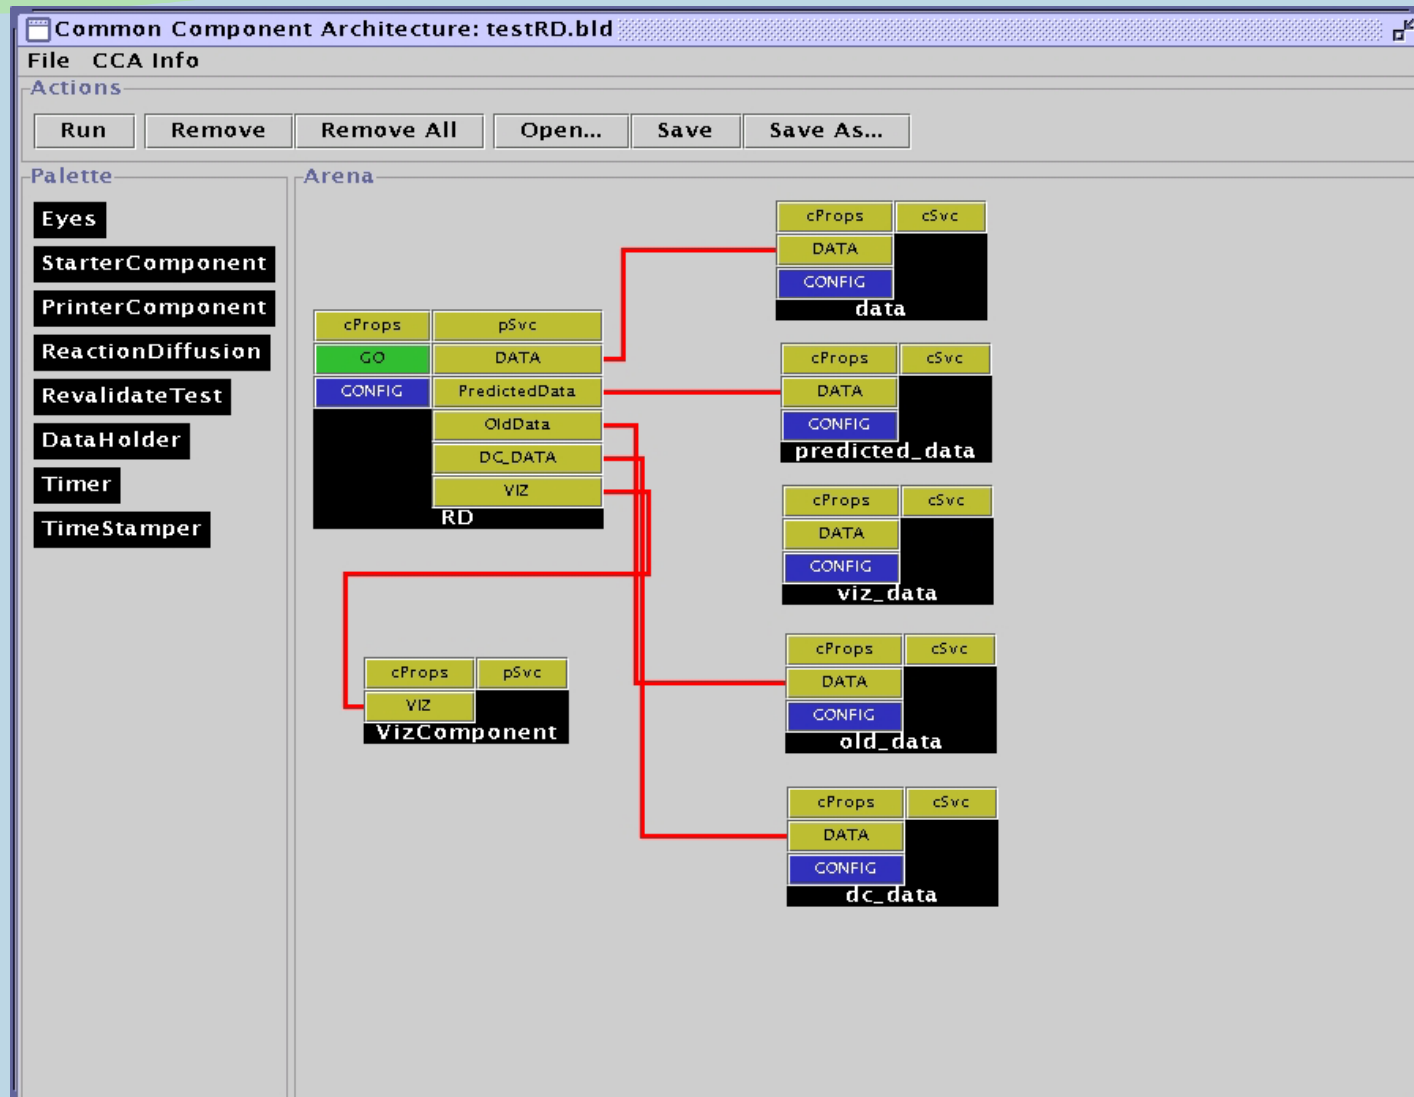 Common Component Architecture: testRD.bld
File CCA Info
Actions
Run Remove Remove All Open... Save Save As...
Palette
Eyes
StarterComponent
PrinterComponent
ReactionDiffusion
RevalidateTest
DataHolder
Timer
TimeStamper
Arena
cProps pSvc
GO DATA
CONFIG PredictedData
OldData
DC_DATA
VIZ
RD
cProps pSvc
VIZ
VizComponent
cProps cSvc
DATA
CONFIG
data
cProps cSvc
DATA
CONFIG
predicted_data
cProps cSvc
DATA
CONFIG
viz_data
cProps cSvc
DATA
CONFIG
old_data
cProps cSvc
DATA
CONFIG
dc_data